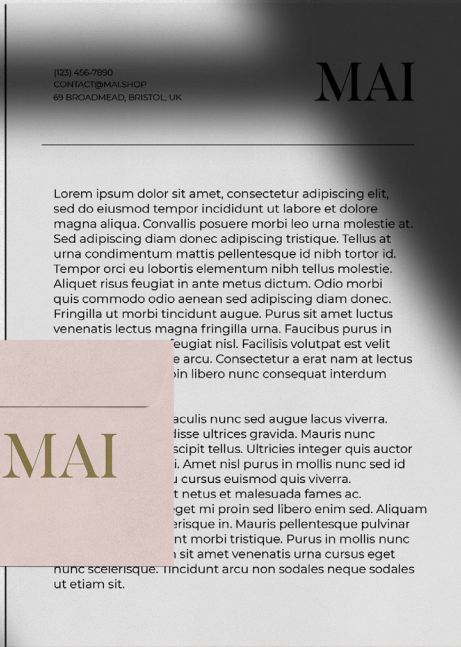 (123) 456-7890
CONTACT@MAI.SHOP
69 BROADMEAD, BRISTOL, UK
MAI
Lorem ipsum dolor sit amet, consectetur adipiscing elit,
sed do eiusmod tempor incididunt ut labore et dolore
magna aliqua. Convallis posuere morbi leo urna molestie at.
Sed adipiscing diam donec adipiscing tristique. Tellus at
urna condimentum mattis pellentesque id nibh tortor id.
Tempor orci eu lobortis elementum nibh tellus molestie.
Aliquet risus feugiat in ante metus dictum. Odio morbi
quis commodo odio aenean sed adipiscing diam donec.
Fringilla ut morbi tincidunt augue. Purus sit amet luctus
venenatis lectus magna fringilla urna. Faucibus purus in
feugiat nisl. Facilisis volutpat est velit
e arcu. Consectetur a erat nam at lectus
oin libero nunc consequat interdum
aculis nunc sed augue lacus viverra.
disse ultrices gravida. Mauris nunc
scipit tellus. Ultricies integer quis auctor
i. Amet nisl purus in mollis nunc sed id
u cursus euismod quis viverra.
t netus et malesuada fames ac.
eget mi proin sed libero enim sed. Aliquam
erisque in. Mauris pellentesque pulvinar
nt morbi tristique. Purus in mollis nunc
n sit amet venenatis urna cursus eget
nunc scelerisque. Tincidunt arcu non sodales neque sodales
ut etiam sit.
MAI